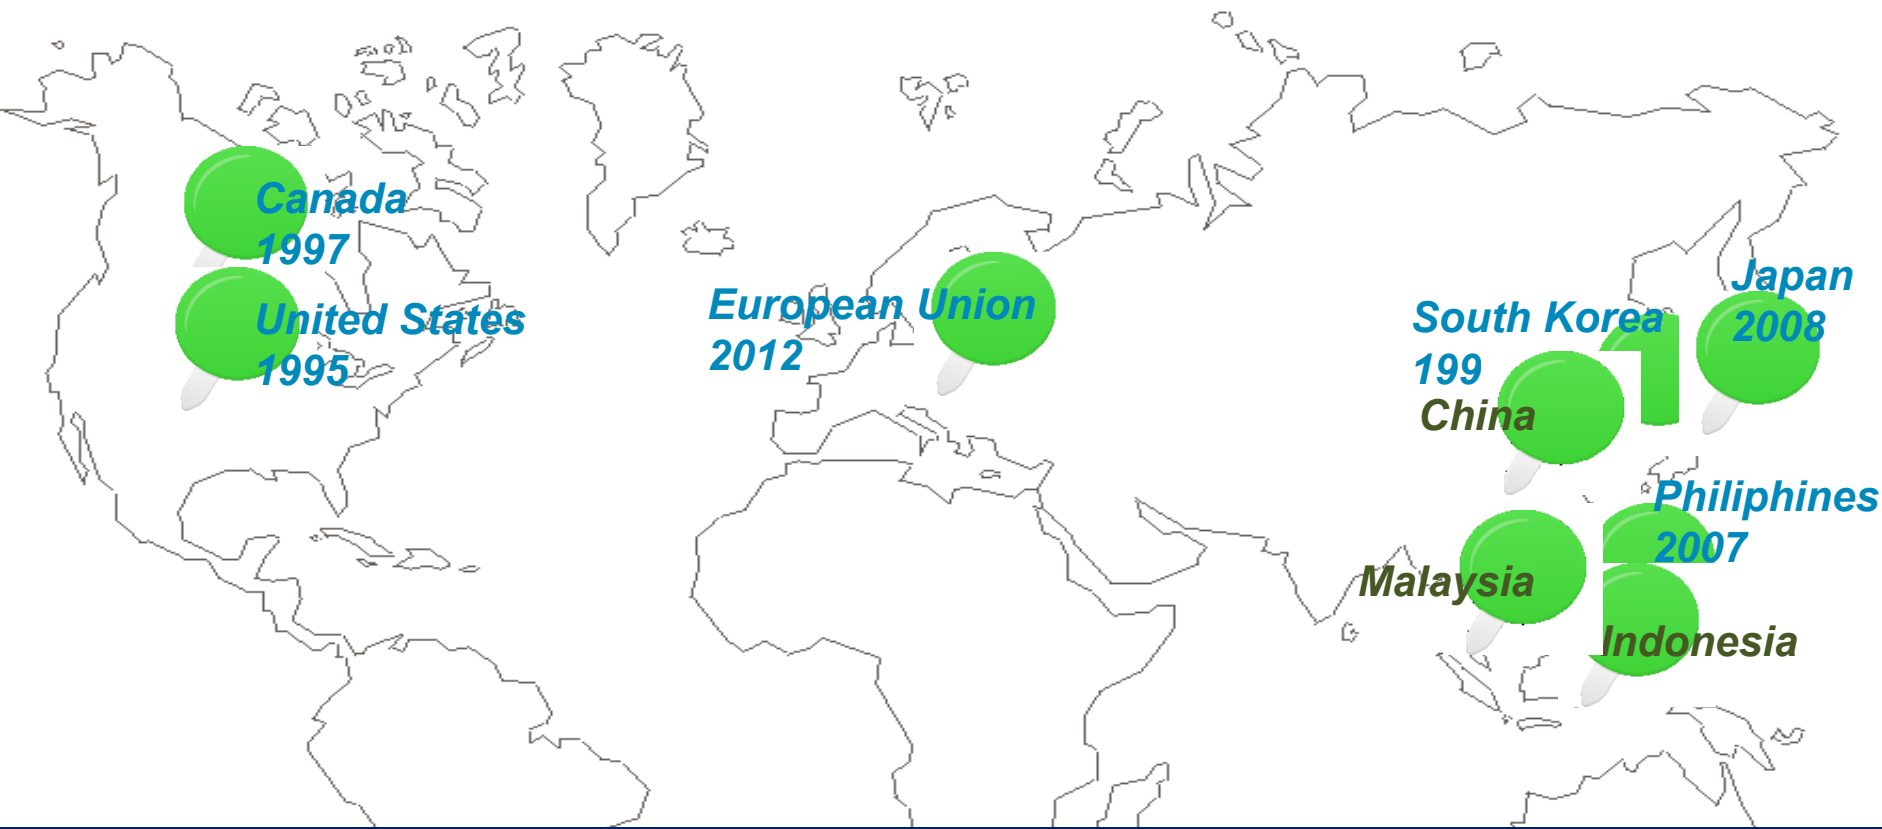 Canada
1997
United States
1995
European Union
2012
South Korea
199
China
Japan
2008
Philiphines
2007
Malaysia
Indonesia